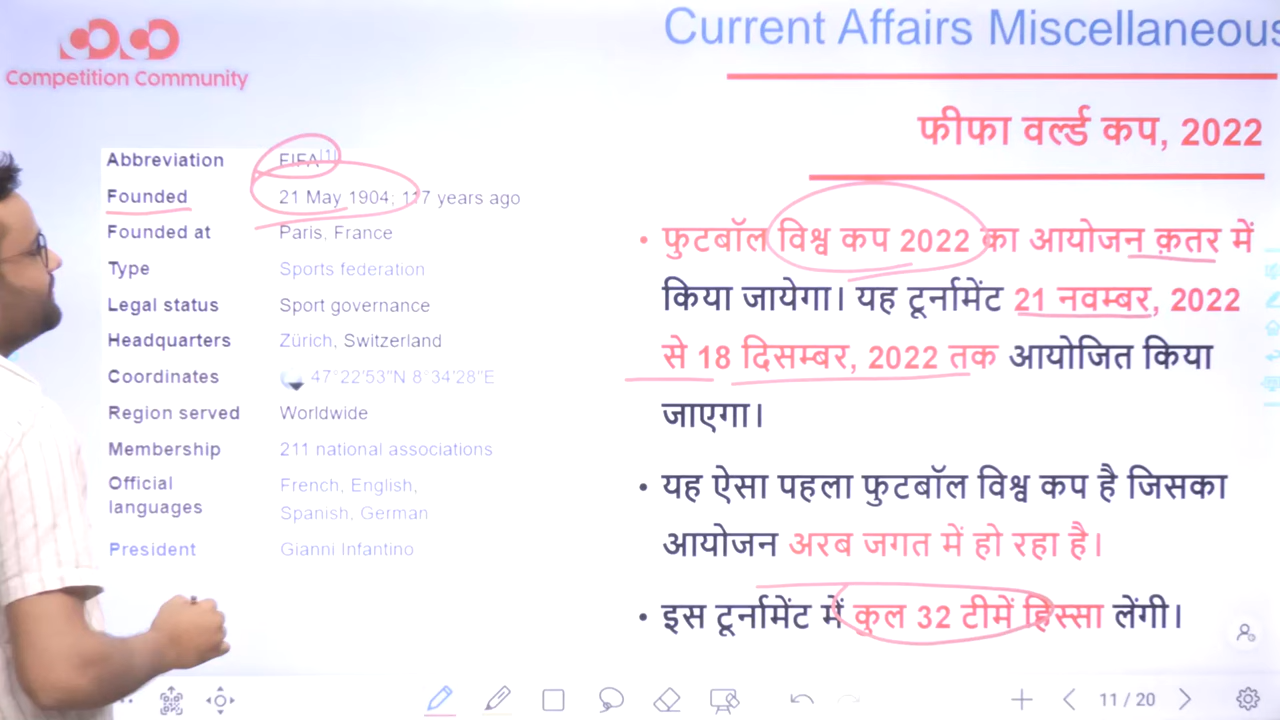 Competition Community
Current Affairs Miscellaneous
फीफा वर्ल्ड कप, 2022
Abbreviation FIFA[1]
Founded 21 May 1904; 117 years ago
Founded at Paris, France
Type Sports federation
Legal status Sport governance
Headquarters Zürich, Switzerland
Coordinates 47°22'53"N 8°34'28"E
Region served Worldwide
Membership 211 national associations
Official languages French, English,
Spanish, German
President Gianni Infantino
• फुटबॉल विश्व कप 2022 का आयोजन क़तर में
किया जायेगा। यह टूर्नामेंट 21 नवम्बर, 2022
से 18 दिसम्बर, 2022 तक आयोजित किया
जाएगा।
• यह ऐसा पहला फुटबॉल विश्व कप है जिसका
आयोजन अरब जगत में हो रहा है।
• इस टूर्नामेंट में कुल 32 टीमें हिस्सा लेंगी।
11 / 20